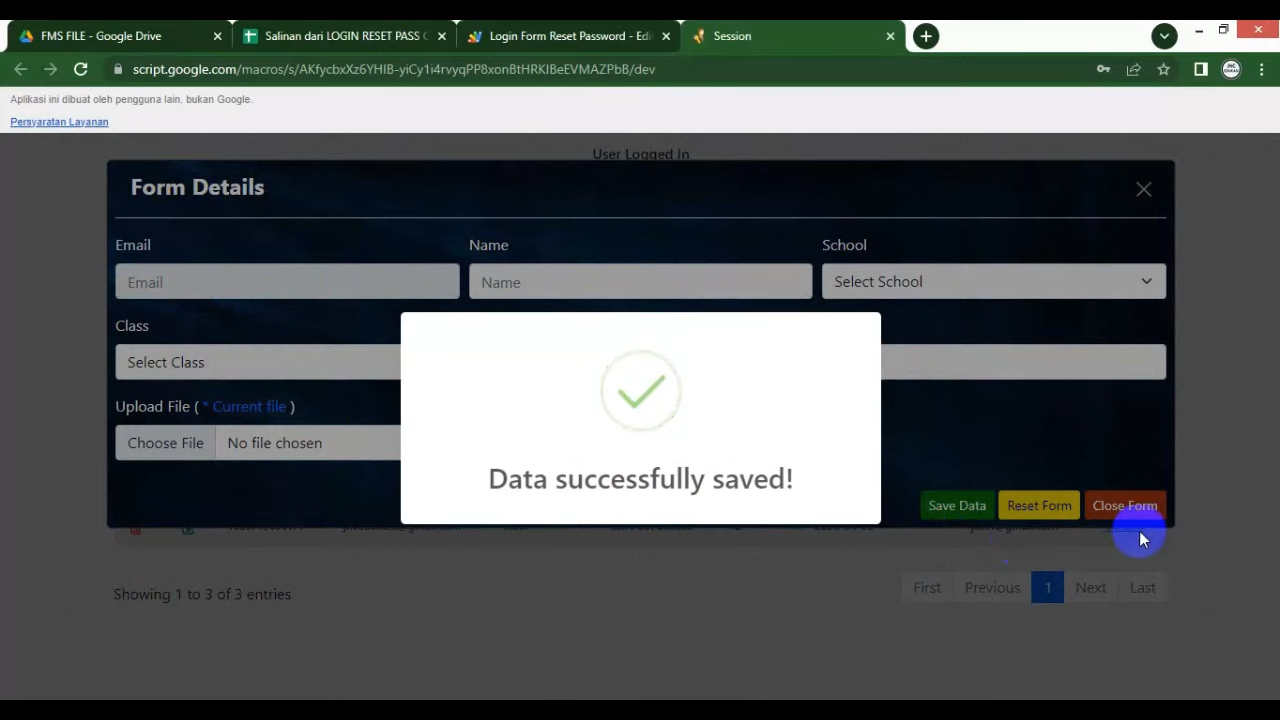 FMS FILE - Google Drive
Salinan dari LOGIN RESET PASS
Login Form Reset Password - Edi
Session
script.google.com/macros/s/AKfycbxXz6YHIB-yiCy1i4rvyqPP8xonBtHRKIBeEVMAZPbB/dev
Aplikasi ini dibuat oleh pengguna lain, bukan Google.
Persyaratan Layanan
User Logged In
Form Details
Email
Name
School
Email
Name
Select School
Class
Select Class
Upload File ( * Current file )
Choose File
No file chosen
Data successfully saved!
Save Data
Reset Form
Close Form
Showing 1 to 3 of 3 entries
First
Previous
1
Next
Last